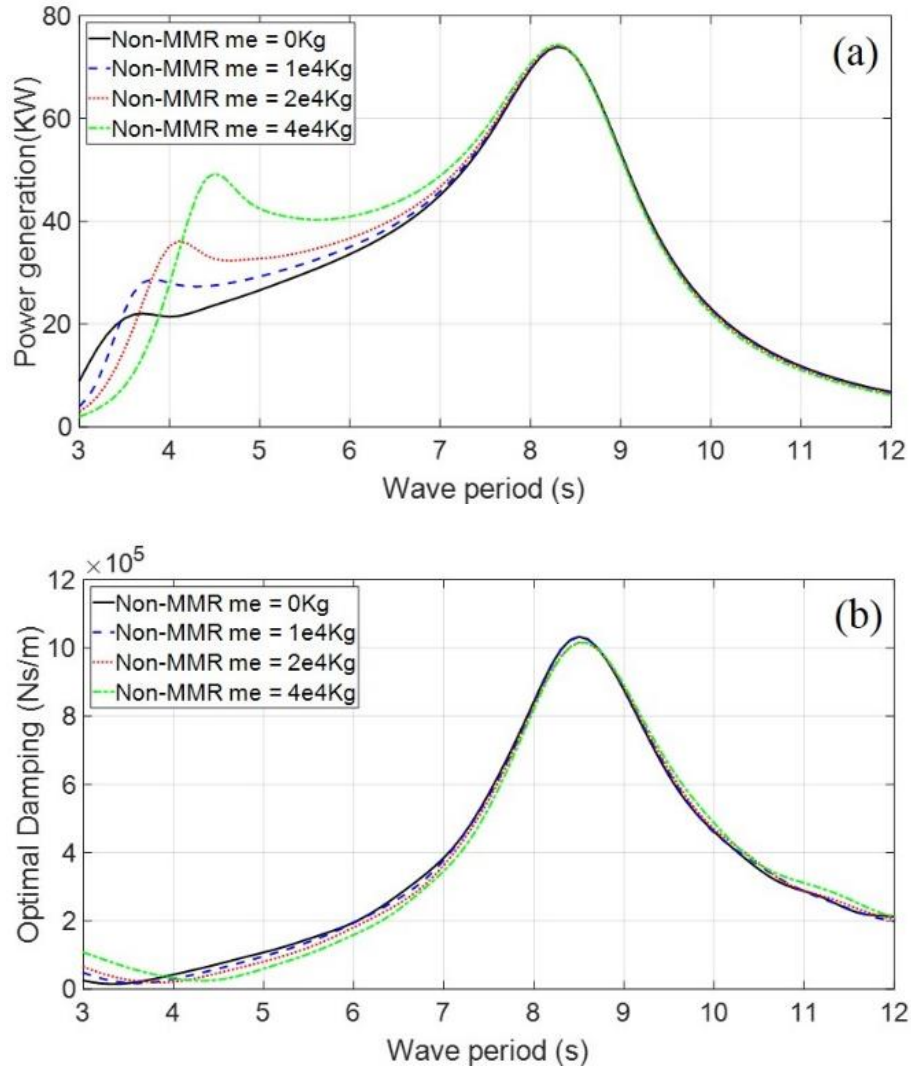 80
60
40
20
0
Power generation(KW)
Non-MMR me = 0Kg
Non-MMR me = 1e4Kg
Non-MMR me = 2e4Kg
Non-MMR me = 4e4Kg
(a)
3 4 5 6 7 8 9 10 11 12
Wave period (s)
×10⁵
12
10
8
6
4
2
0
Optimal Damping (Ns/m)
Non-MMR me = 0Kg
Non-MMR me = 1e4Kg
Non-MMR me = 2e4Kg
Non-MMR me = 4e4Kg
(b)
3 4 5 6 7 8 9 10 11 12
Wave period (s)